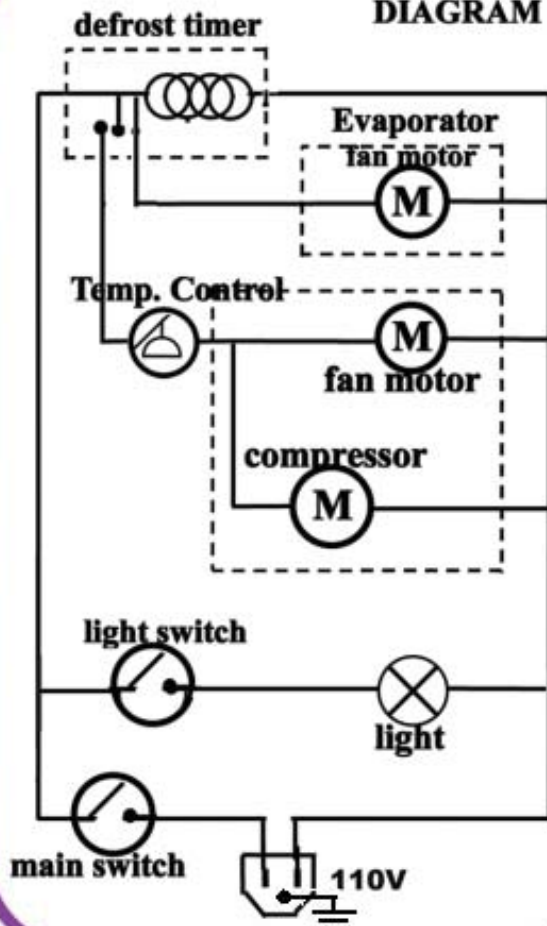 DIAGRAM
defrost timer
Evaporator
fan motor
M
Temp. Control
M
fan motor
compressor
M
light switch
light
main switch
110V